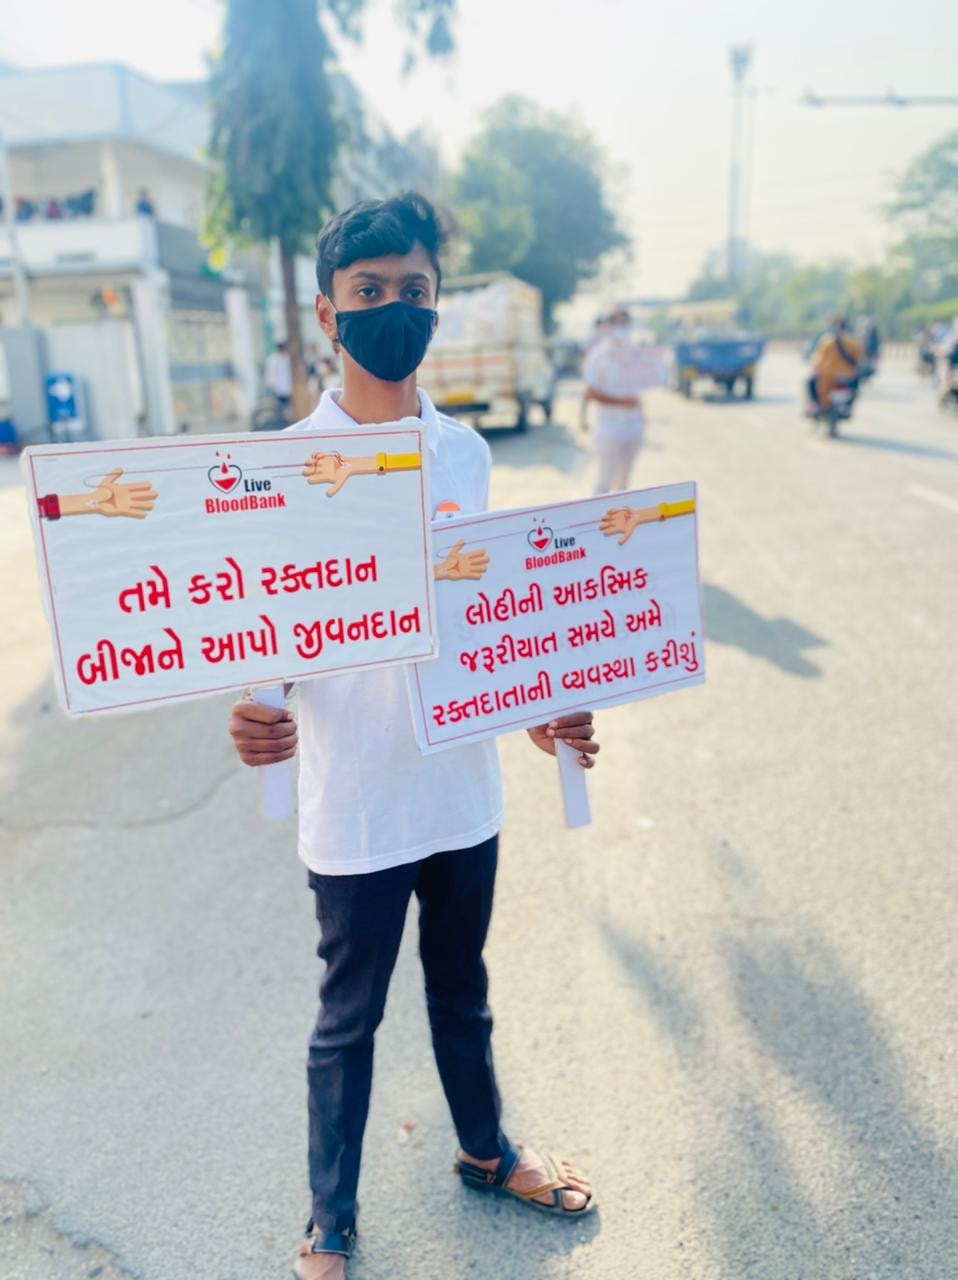 Live
BloodBank
તમે કરો રક્તદાન
બીજાને આપો જીવનદાન
Live
BloodBank
લોહીની આકસ્મિક
જરૂરીયાત સમયે અમે
રક્તદાતાની વ્યવસ્થા કરીશું